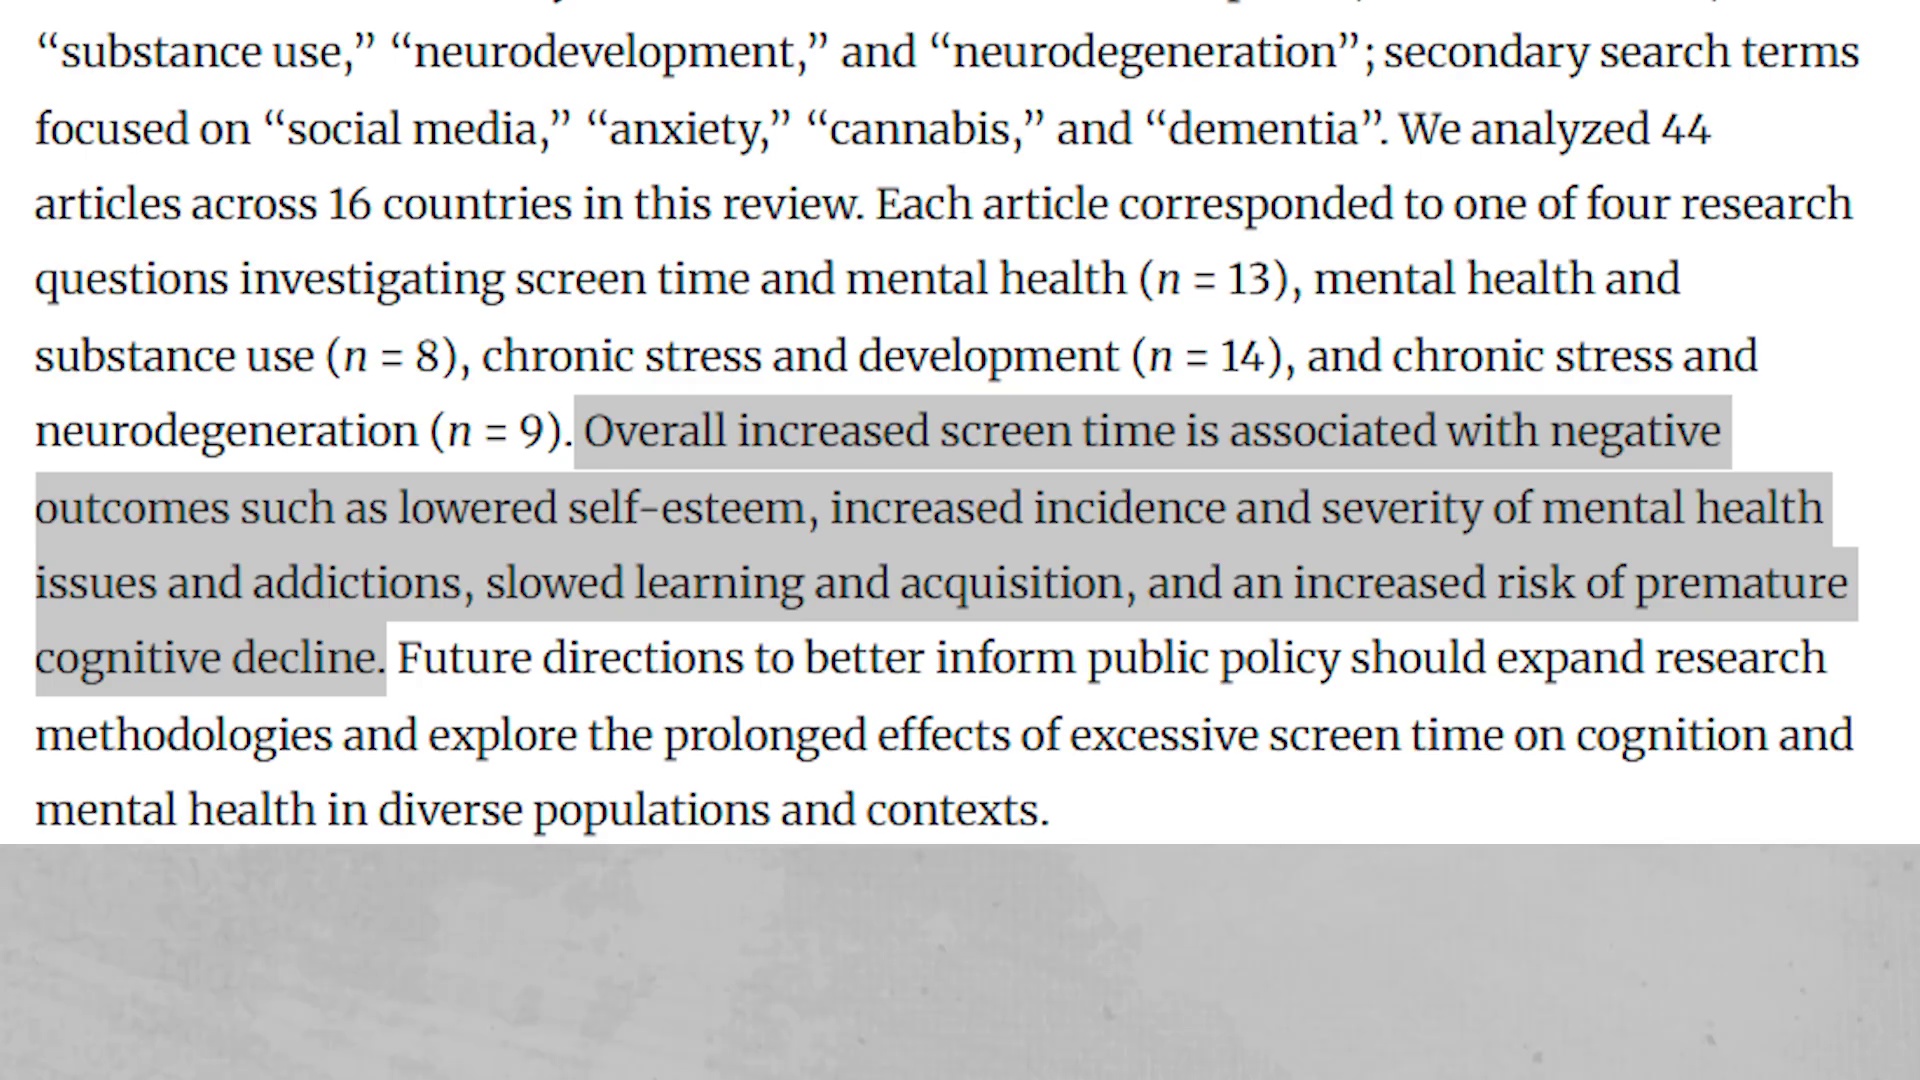 “substance use,” “neurodevelopment,” and “neurodegeneration”; secondary search terms
focused on “social media,” “anxiety,” “cannabis,” and “dementia”. We analyzed 44
articles across 16 countries in this review. Each article corresponded to one of four research
questions investigating screen time and mental health (n = 13), mental health and
substance use (n = 8), chronic stress and development (n = 14), and chronic stress and
neurodegeneration (n = 9). Overall increased screen time is associated with negative
outcomes such as lowered self-esteem, increased incidence and severity of mental health
issues and addictions, slowed learning and acquisition, and an increased risk of premature
cognitive decline. Future directions to better inform public policy should expand research
methodologies and explore the prolonged effects of excessive screen time on cognition and
mental health in diverse populations and contexts.